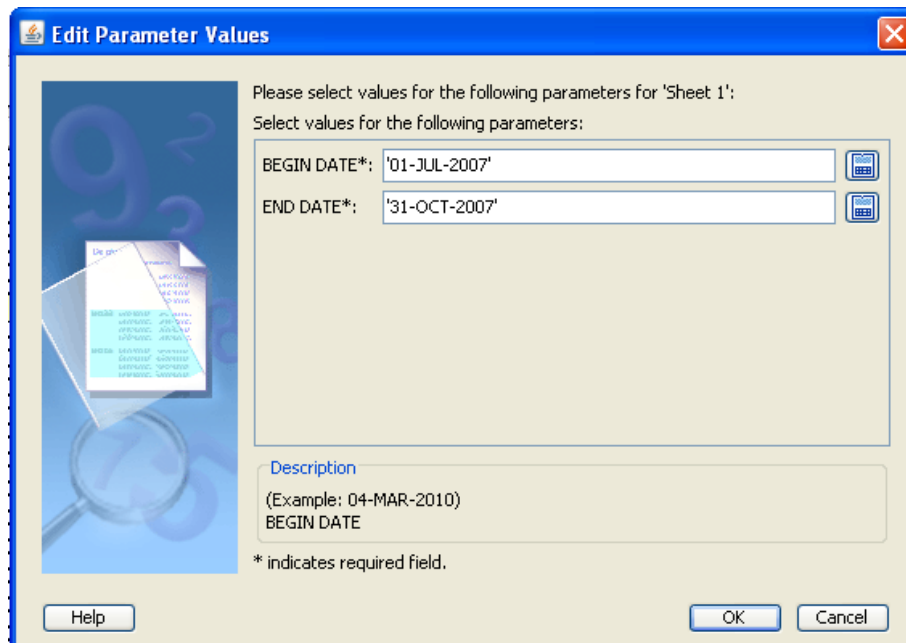 Edit Parameter Values
Please select values for the following parameters for 'Sheet 1':
Select values for the following parameters:
BEGIN DATE*: '01-JUL-2007'
END DATE*: '31-OCT-2007'
Description
(Example: 04-MAR-2010)
BEGIN DATE
* indicates required field.
Help OK Cancel